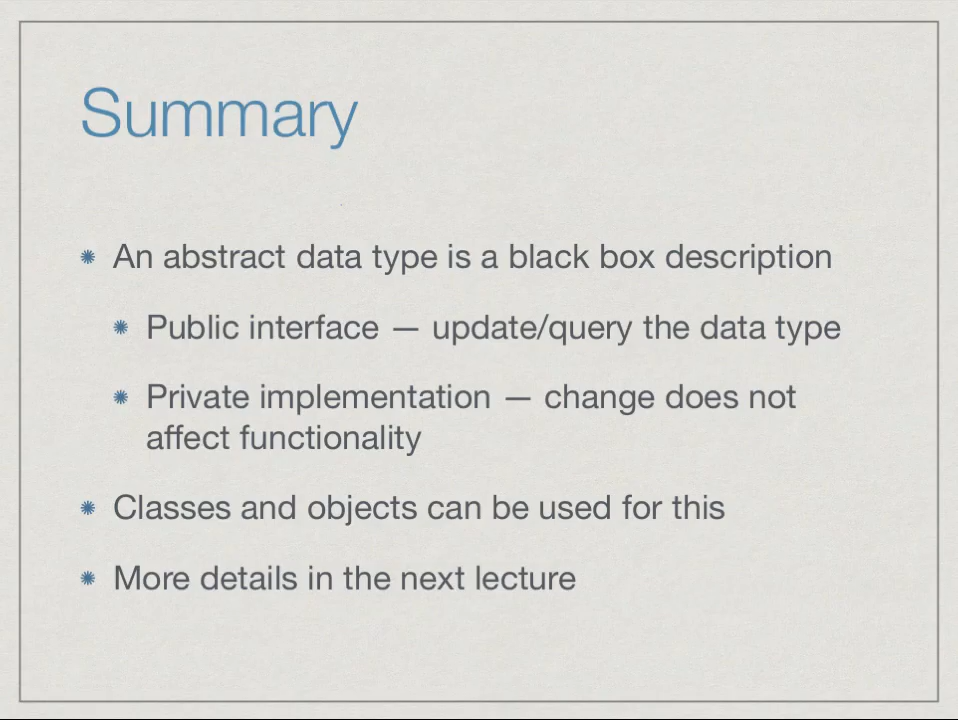 Summary
An abstract data type is a black box description
Public interface — update/query the data type
Private implementation — change does not
affect functionality
Classes and objects can be used for this
More details in the next lecture